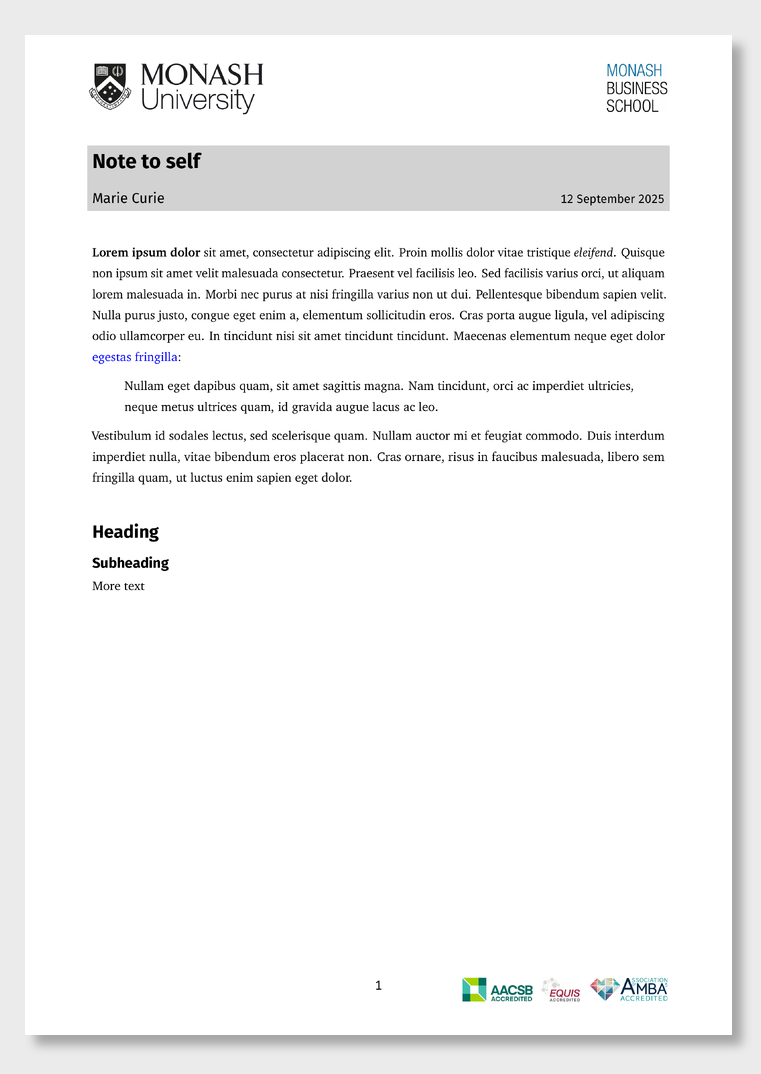 MONASH
University
MONASH
BUSINESS
SCHOOL
Note to self
Marie Curie
12 September 2025
Lorem ipsum dolor sit amet, consectetur adipiscing elit. Proin mollis dolor vitae tristique eleifend. Quisque
non ipsum sit amet velit malesuada consectetur. Praesent vel facilisis leo. Sed facilisis varius orci, ut aliquam
lorem malesuada in. Morbi nec purus at nisi fringilla varius non ut dui. Pellentesque bibendum sapien velit.
Nulla purus justo, congue eget enim a, elementum sollicitudin eros. Cras porta augue ligula, vel adipiscing
odio ullamcorper eu. In tincidunt nisi sit amet tincidunt tincidunt. Maecenas elementum neque eget dolor
egestas fringilla:
Nullam eget dapibus quam, sit amet sagittis magna. Nam tincidunt, orci ac imperdiet ultricies,
neque metus ultrices quam, id gravida augue lacus ac leo.
Vestibulum id sodales lectus, sed scelerisque quam. Nullam auctor mi et feugiat commodo. Duis interdum
imperdiet nulla, vitae bibendum eros placerat non. Cras ornare, risus in faucibus malesuada, libero sem
fringilla quam, ut luctus enim sapien eget dolor.
Heading
Subheading
More text
1
AACSB
ACCREDITED
EQUIS
ACCREDITED
ASSOCIATION
AMBA
ACCREDITED